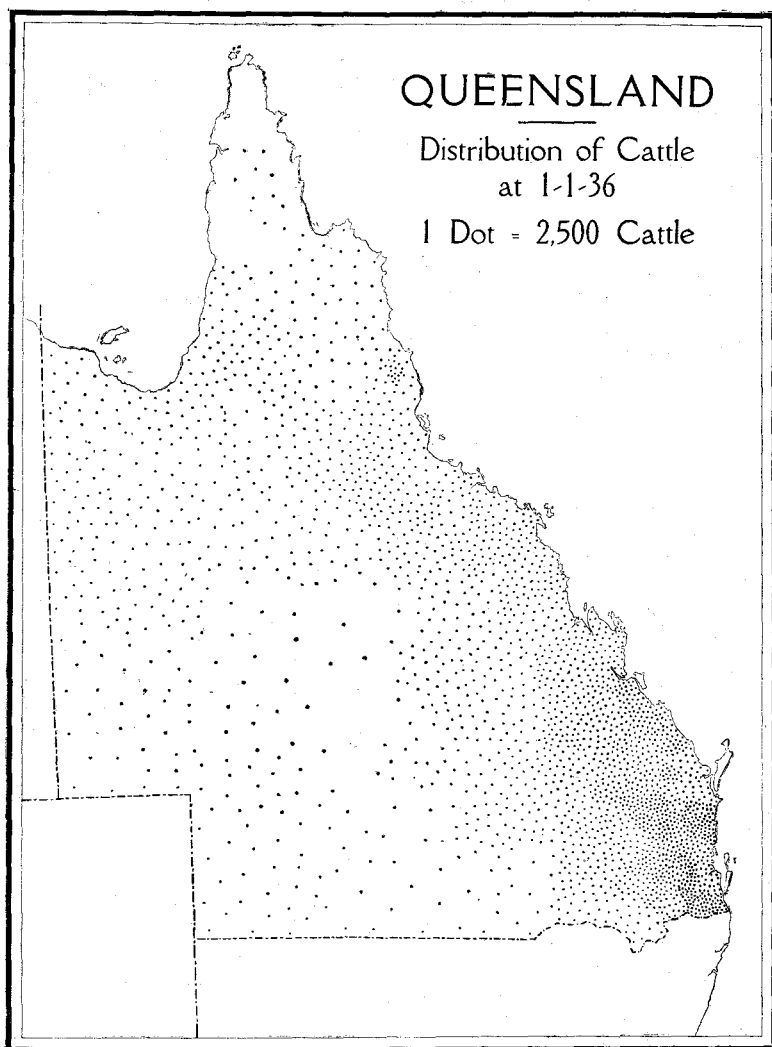 QUEENSLAND
Distribution of Cattle
at 1-1-36
1 Dot = 2,500 Cattle